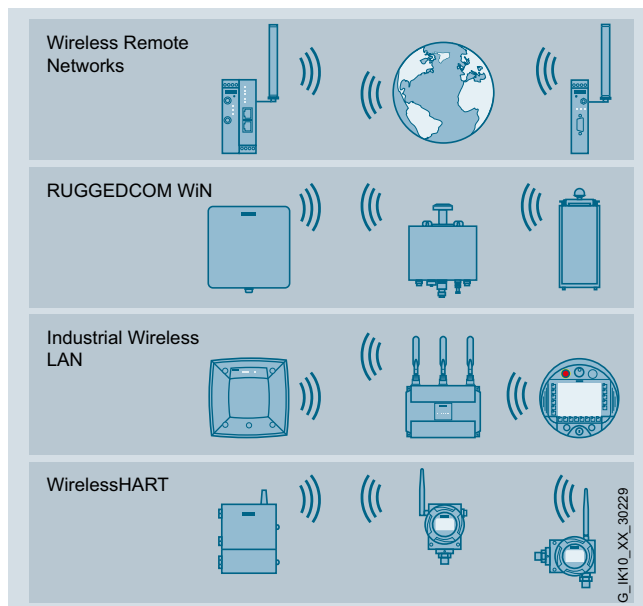 Wireless Remote
Networks
RUGGEDCOM WiN
Industrial Wireless
LAN
WirelessHART
G_IK10_XX_30229